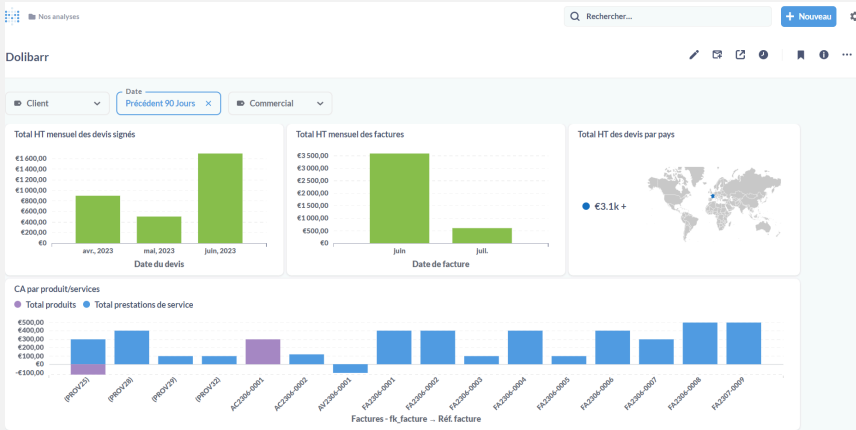 Nos analyses
Rechercher...
+ Nouveau
Dolibarr
Client
Date
Précédent 90 Jours ×
Commercial
Total HT mensuel des devis signés
€1 600,00
€1 400,00
€1 200,00
€1 000,00
€800,00
€600,00
€400,00
€200,00
€0
avr., 2023
mai, 2023
juin, 2023
Date du devis
Total HT mensuel des factures
€3 500,00
€3 000,00
€2 500,00
€2 000,00
€1 500,00
€1 000,00
€500,00
€0
juin
juil.
Date de facture
Total HT des devis par pays
€3.1k +
CA par produit/services
Total produits
Total prestations de service
€500,00
€400,00
€300,00
€200,00
€100,00
€0
-€100,00
(PROV25)
(PROV28)
(PROV29)
(PROV32)
AC2306-0001
AC2306-0002
AV2306-0001
FA2306-0001
FA2306-0002
FA2306-0003
FA2306-0004
FA2306-0005
FA2306-0006
FA2306-0007
FA2306-0008
FA2307-0009
Factures - fk_facture → Réf. facture